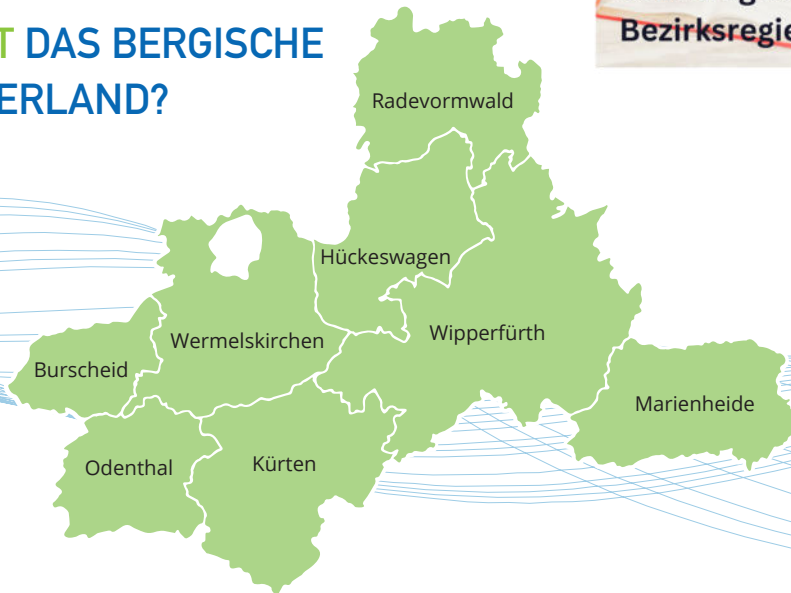 T DAS BERGISCHE
ERLAND?
Bezirksregie
Radevormwald
Hückeswagen
Wermelskirchen
Wipperfürth
Burscheid
Marienheide
Odenthal
Kürten